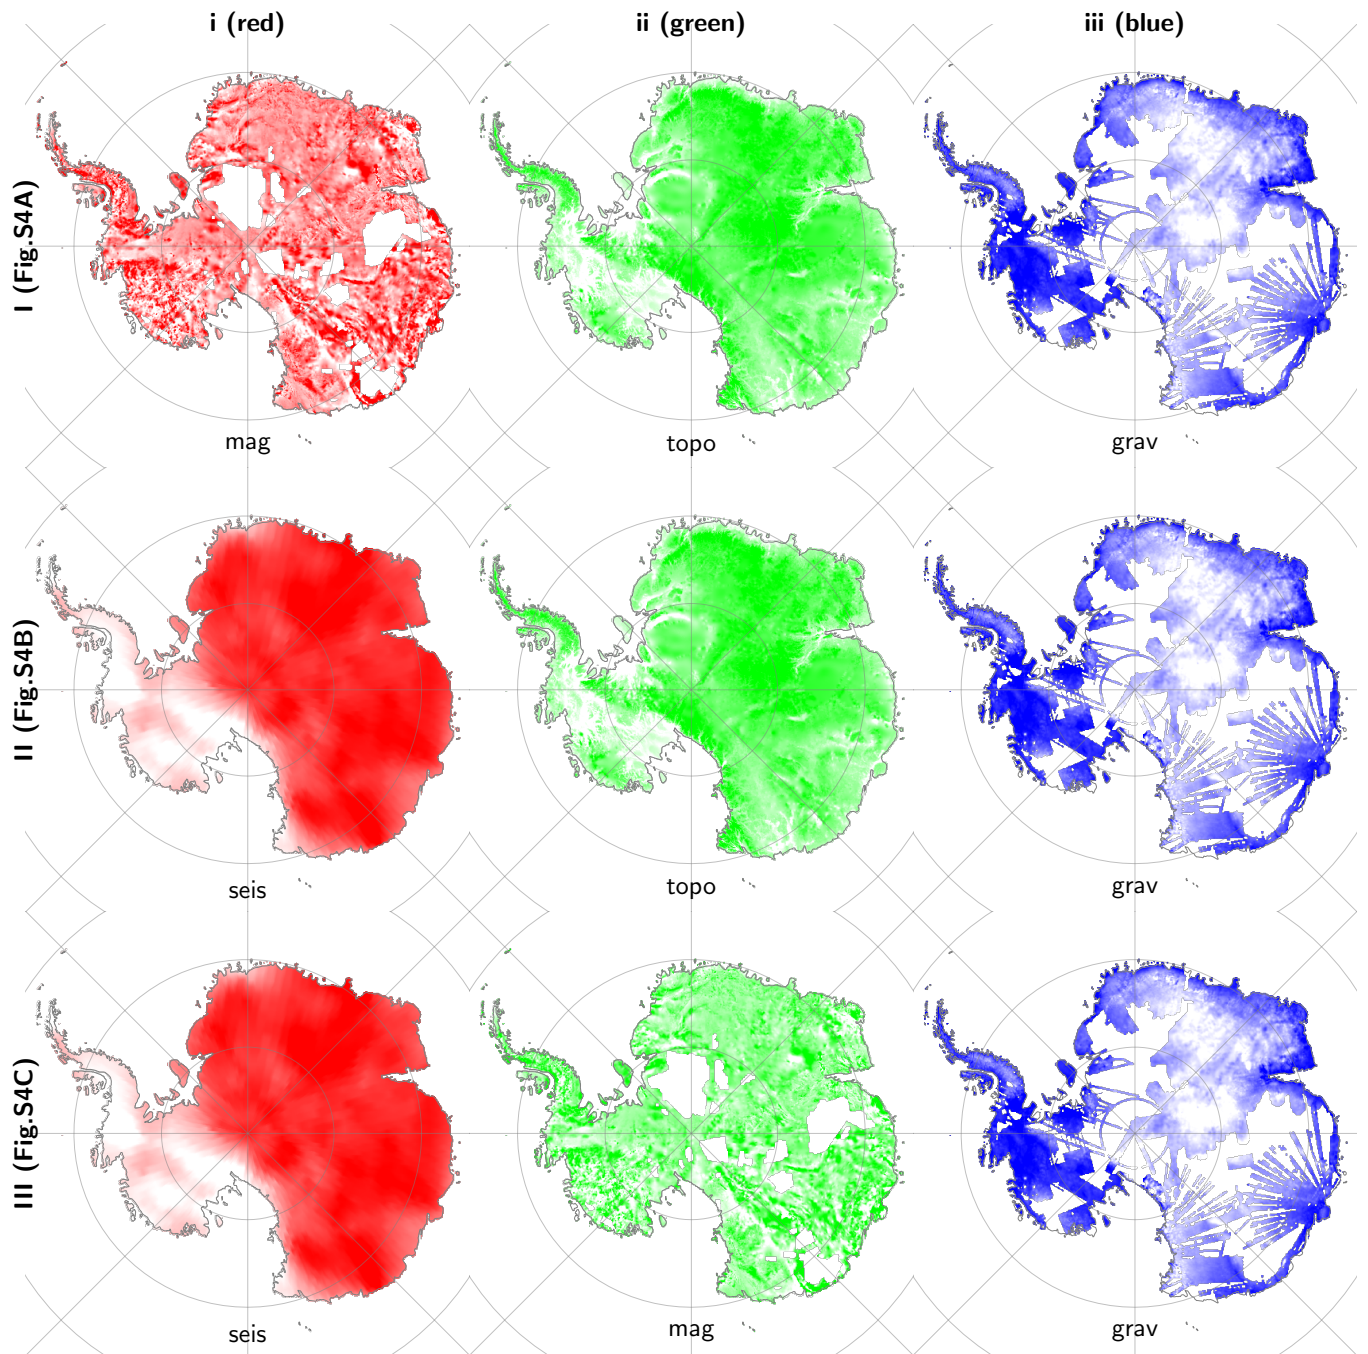 i (red)
ii (green)
iii (blue)
I (Fig.S4A)
mag
topo
grav
II (Fig.S4B)
seis
topo
grav
III (Fig.S4C)
seis
mag
grav